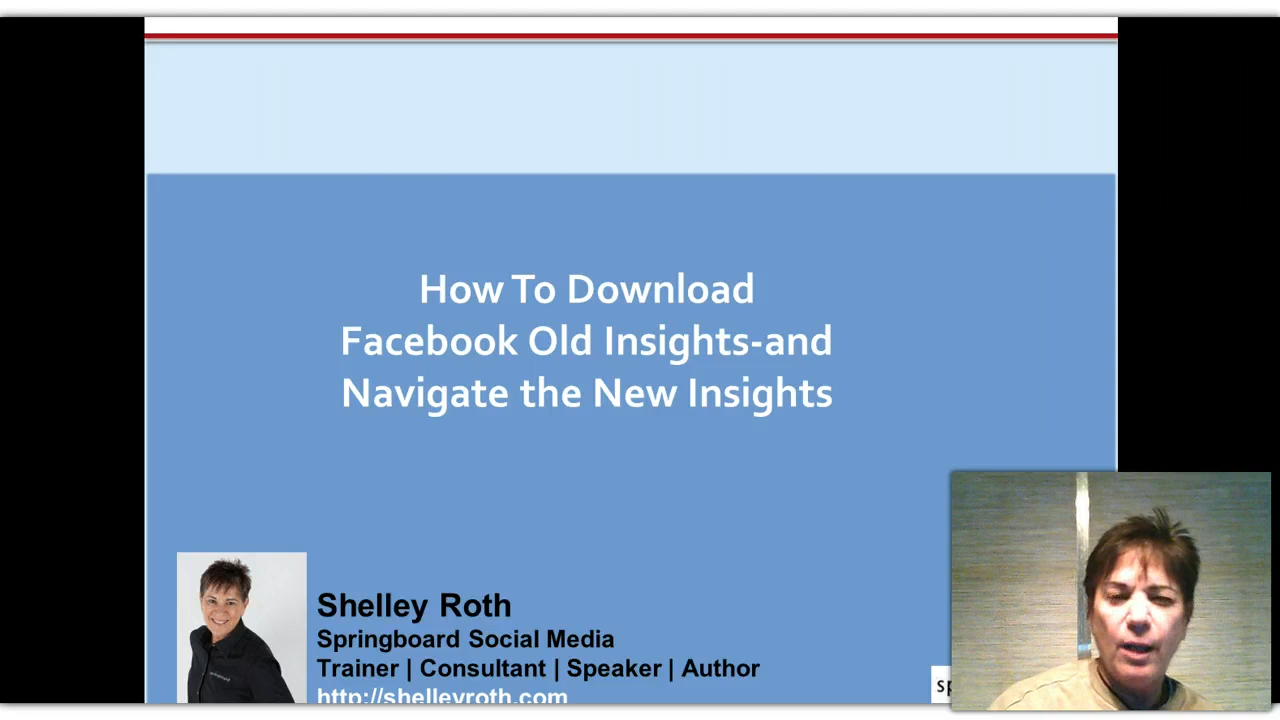 How To Download
Facebook Old Insights-and
Navigate the New Insights
Shelley Roth
Springboard Social Media
Trainer | Consultant | Speaker | Author
http://shelleyroth.com
sp